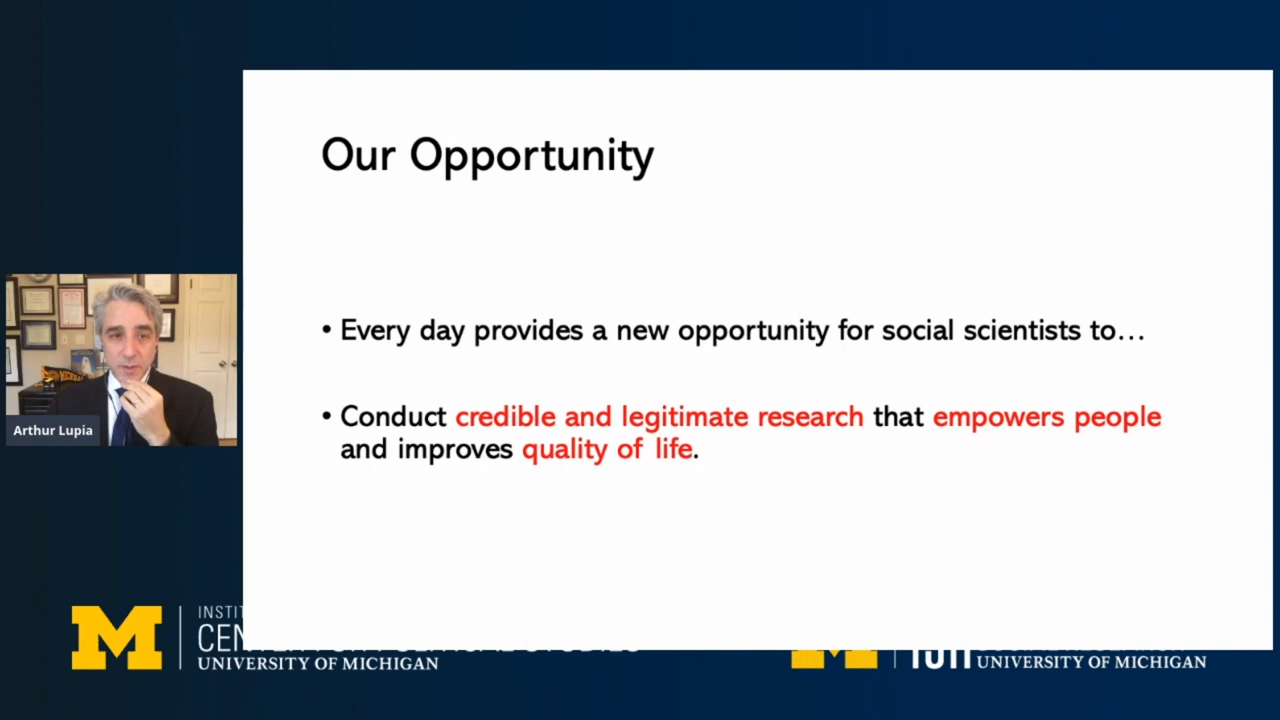 Our Opportunity
• Every day provides a new opportunity for social scientists to…
• Conduct credible and legitimate research that empowers people
and improves quality of life.
Arthur Lupia
M
UNIVERSITY OF MICHIGAN
UNIVERSITY OF MICHIGAN